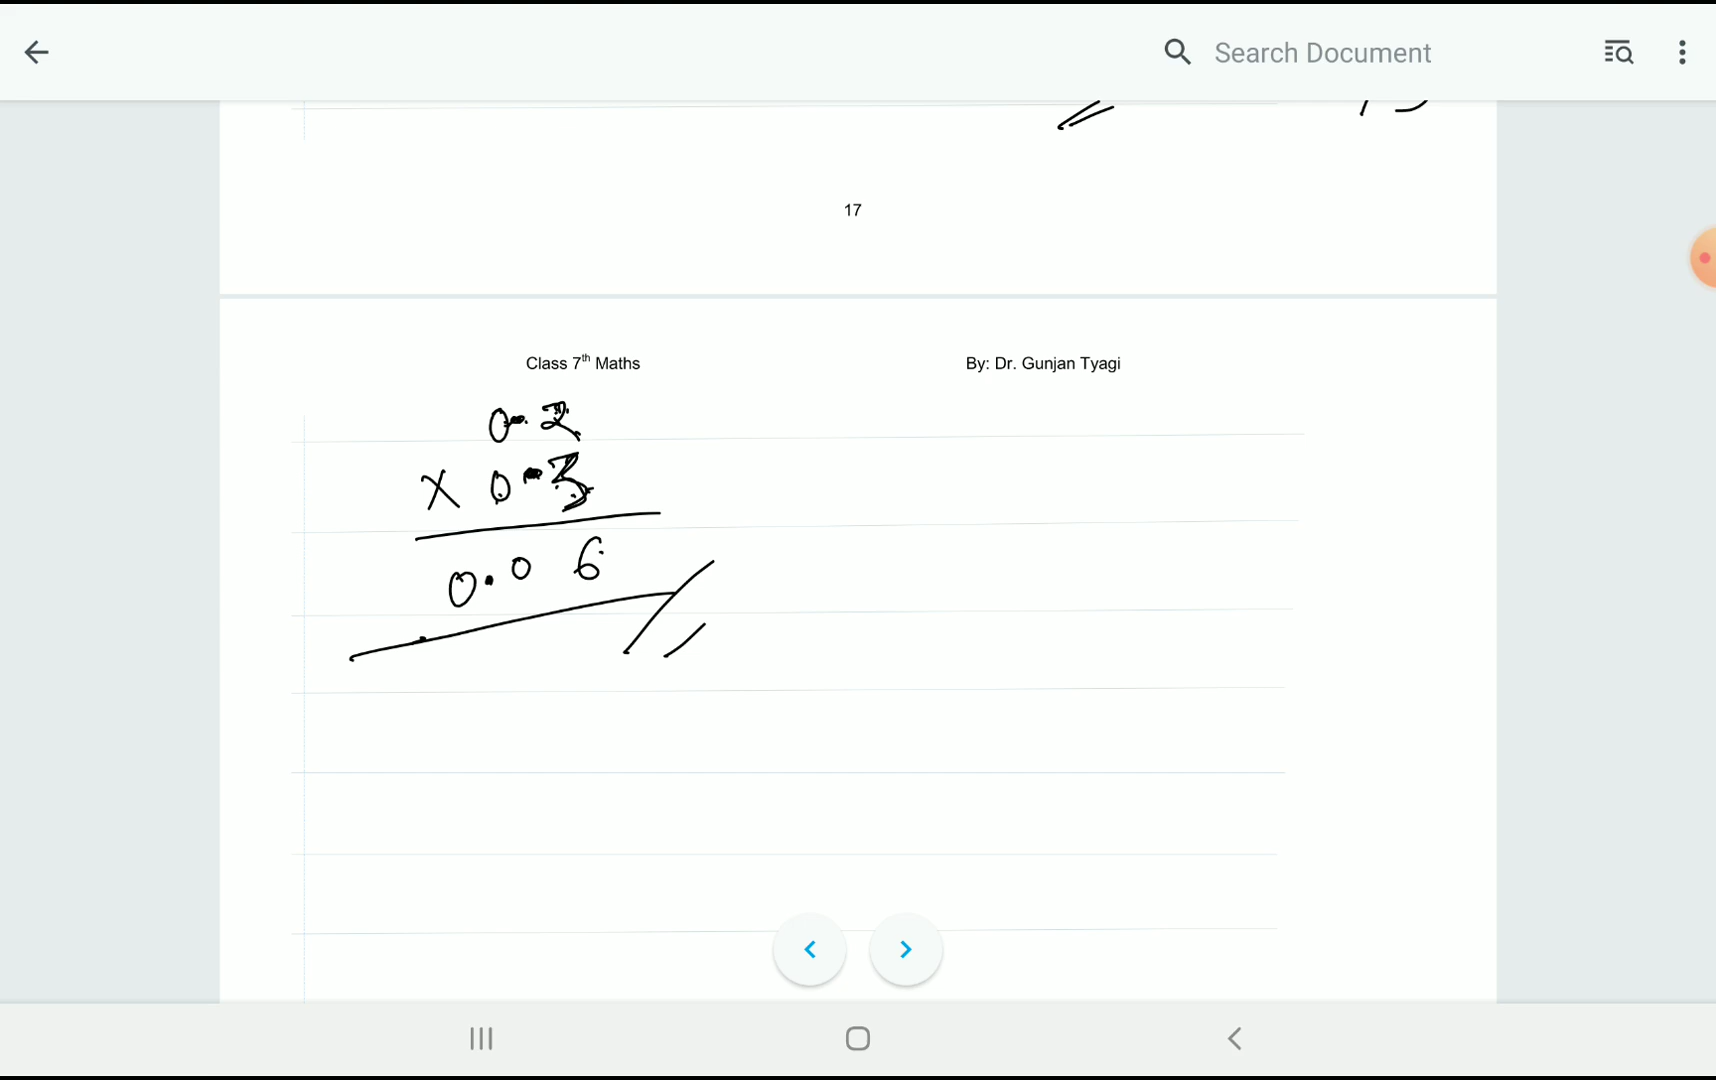 Search Document
17
Class 7th Maths By: Dr. Gunjan Tyagi
0.2
× 0.3
0.06